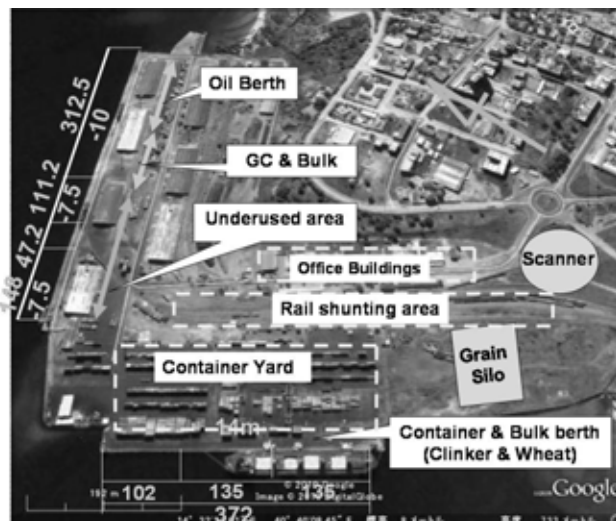 Oil Berth
GC & Bulk
Underused area
Office Buildings
Scanner
Rail shunting area
Container Yard
Grain
Silo
Container & Bulk berth
(Clinker & Wheat)
312.5
-10
111.2
-7.5
47.2
148
-7.5
14m
102
135
135
372
Google